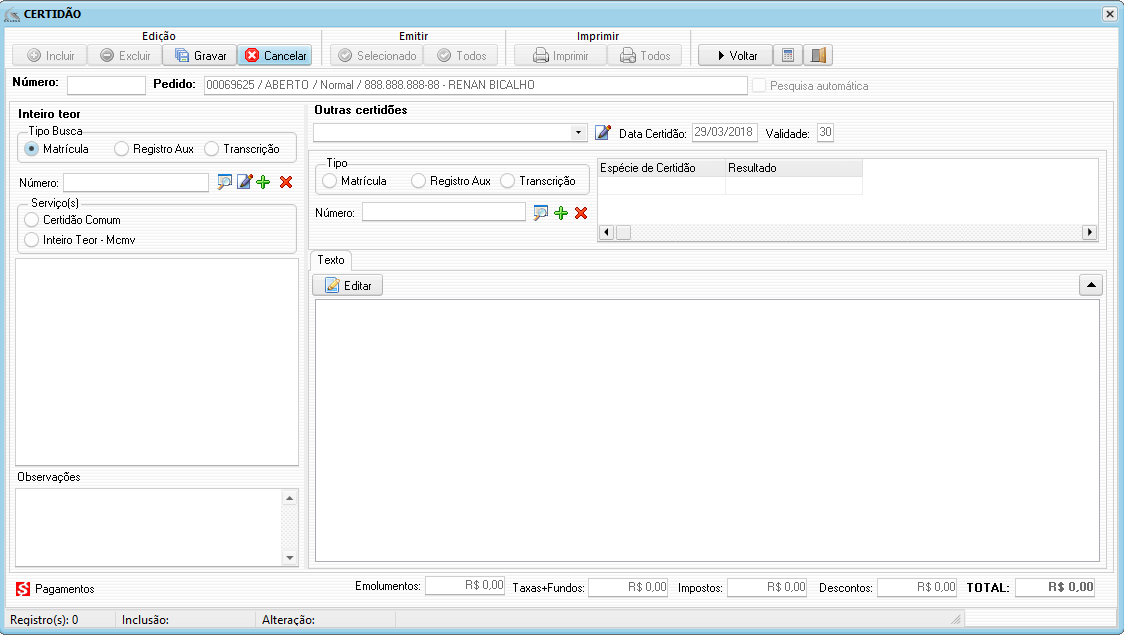 CERTIDÃO
Edição Emitir Imprimir
Incluir Excluir Gravar Cancelar Selecionado Todos Imprimir Todos Voltar
Número: Pedido: 00069625 / ABERTO / Normal / 888.888.888-88 - RENAN BICALHO Pesquisa automática
Inteiro teor
Tipo Busca
Matrícula Registro Aux Transcrição
Número:
Serviço(s)
Certidão Comum
Inteiro Teor - Mcmv
Observações
Outras certidões
Data Certidão: 29/03/2018 Validade: 30
Tipo
Matrícula Registro Aux Transcrição
Número:
Espécie de Certidão Resultado
Texto
Editar
Pagamentos
Emolumentos: R$ 0,00 Taxas+Fundos: R$ 0,00 Impostos: R$ 0,00 Descontos: R$ 0,00 TOTAL: R$ 0,00
Registro(s): 0 Inclusão: Alteração: